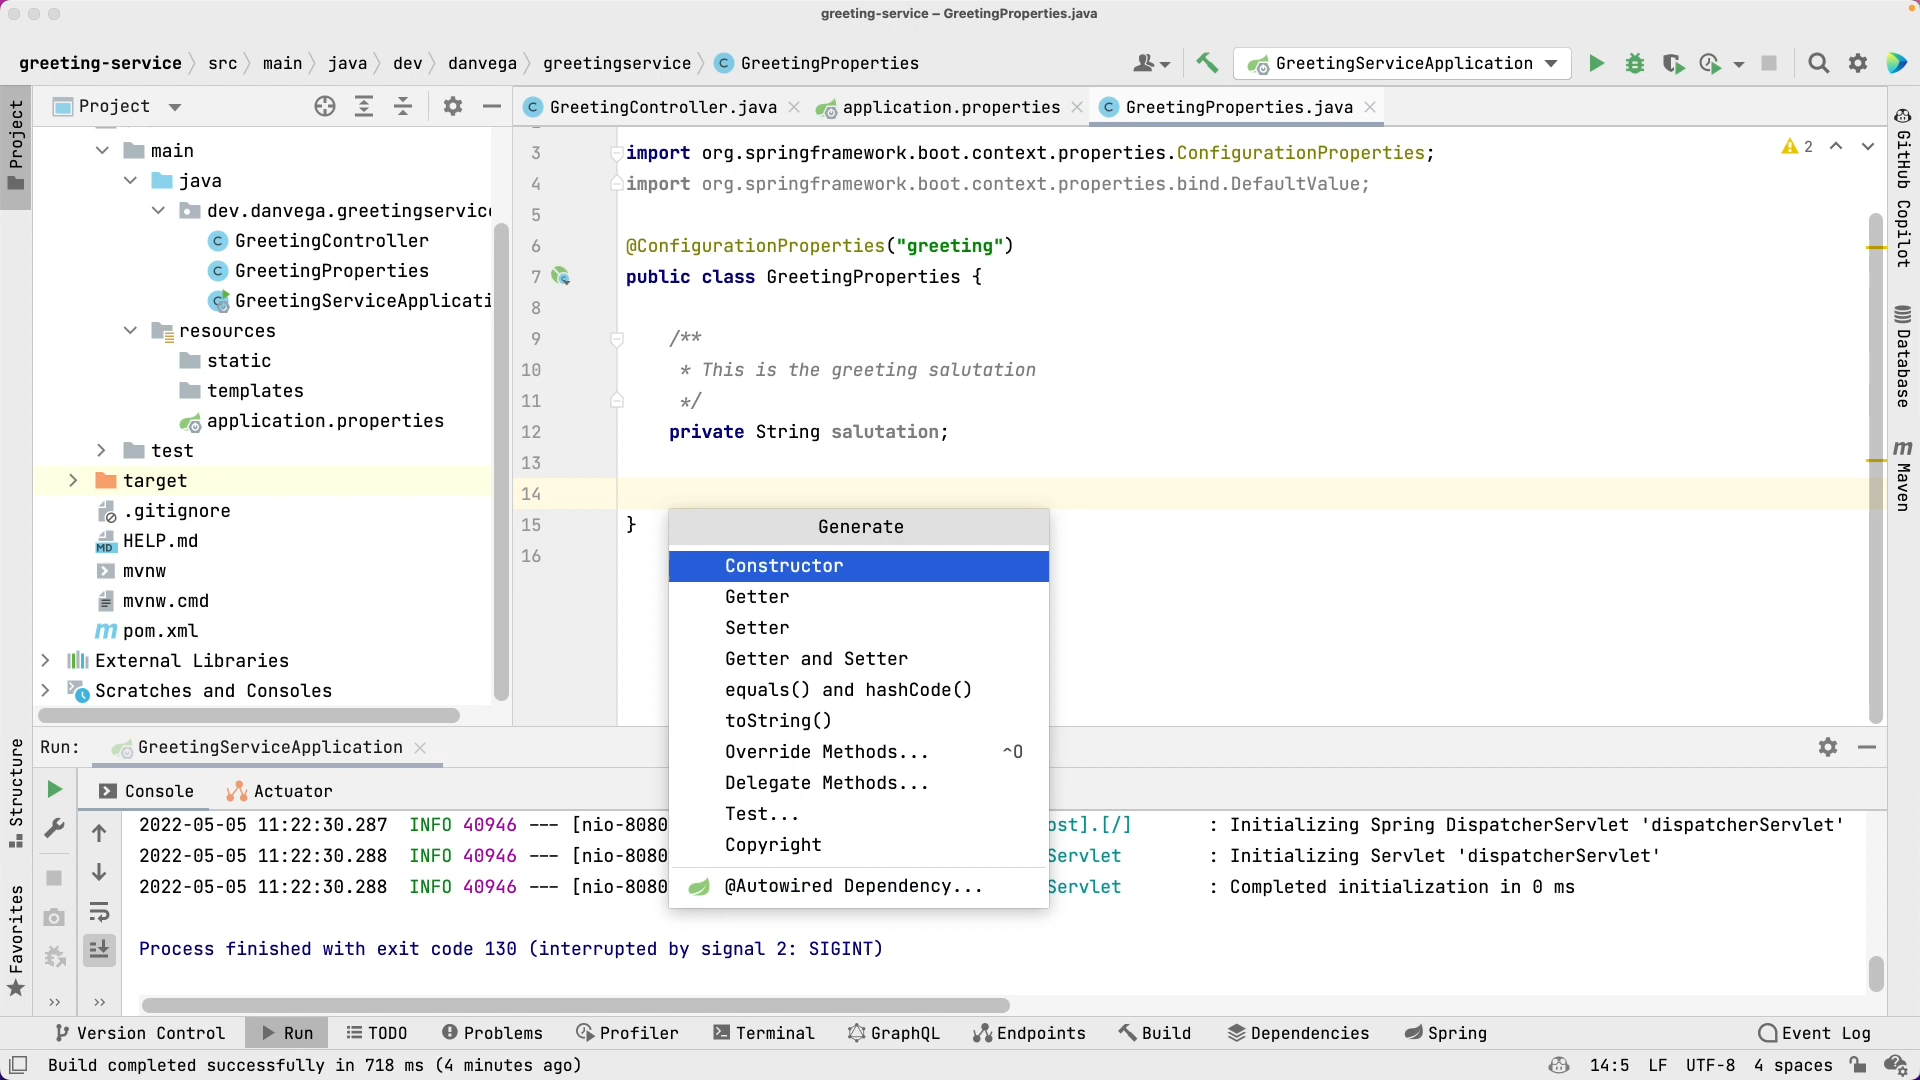 greeting-service – GreetingProperties.java
greeting-service src main java dev danvega greetingservice GreetingProperties
GreetingServiceApplication
Project
GreetingController.java
application.properties
GreetingProperties.java
Project
main
java
dev.danvega.greetingservice
GreetingController
GreetingProperties
GreetingServiceApplicati
resources
static
templates
application.properties
test
target
.gitignore
HELP.md
mvnw
mvnw.cmd
pom.xml
External Libraries
Scratches and Consoles
3 import org.springframework.boot.context.properties.ConfigurationProperties;
4 import org.springframework.boot.context.properties.bind.DefaultValue;
5
6 @ConfigurationProperties("greeting")
7 public class GreetingProperties {
8
9 /**
10 * This is the greeting salutation
11 */
12 private String salutation;
13
14
15 }
16
2
GitHub Copilot
Database
Maven
Generate
Constructor
Getter
Setter
Getter and Setter
equals() and hashCode()
toString()
Override Methods... ^O
Delegate Methods...
Test...
Copyright
@Autowired Dependency...
Run: GreetingServiceApplication
Console
Actuator
Structure
Favorites
2022-05-05 11:22:30.287 INFO 40946 --- [nio-8080 ost].[/] : Initializing Spring DispatcherServlet 'dispatcherServlet'
2022-05-05 11:22:30.288 INFO 40946 --- [nio-8080 Servlet : Initializing Servlet 'dispatcherServlet'
2022-05-05 11:22:30.288 INFO 40946 --- [nio-8080 Servlet : Completed initialization in 0 ms
Process finished with exit code 130 (interrupted by signal 2: SIGINT)
Version Control Run TODO Problems Profiler Terminal GraphQL Endpoints Build Dependencies Spring Event Log
Build completed successfully in 718 ms (4 minutes ago) 14:5 LF UTF-8 4 spaces